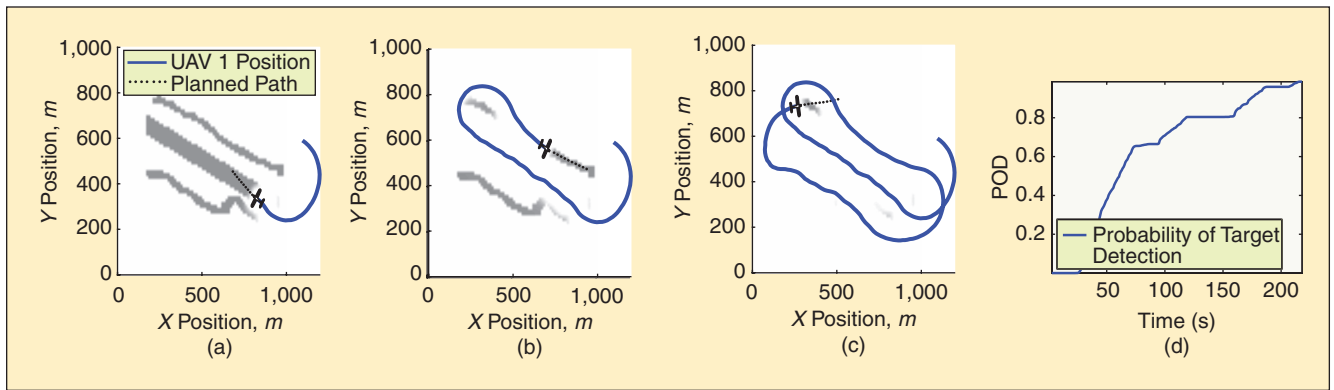 1,000
800
600
400
200
0
Y Position, m
UAV 1 Position
Planned Path
0
500
1,000
X Position, m
(a)
1,000
800
600
400
200
0
Y Position, m
0
500
1,000
X Position, m
(b)
1,000
800
600
400
200
0
Y Position, m
0
500
1,000
X Position, m
(c)
0.8
0.6
0.4
0.2
POD
Probability of Target
Detection
50
100
150
200
Time (s)
(d)